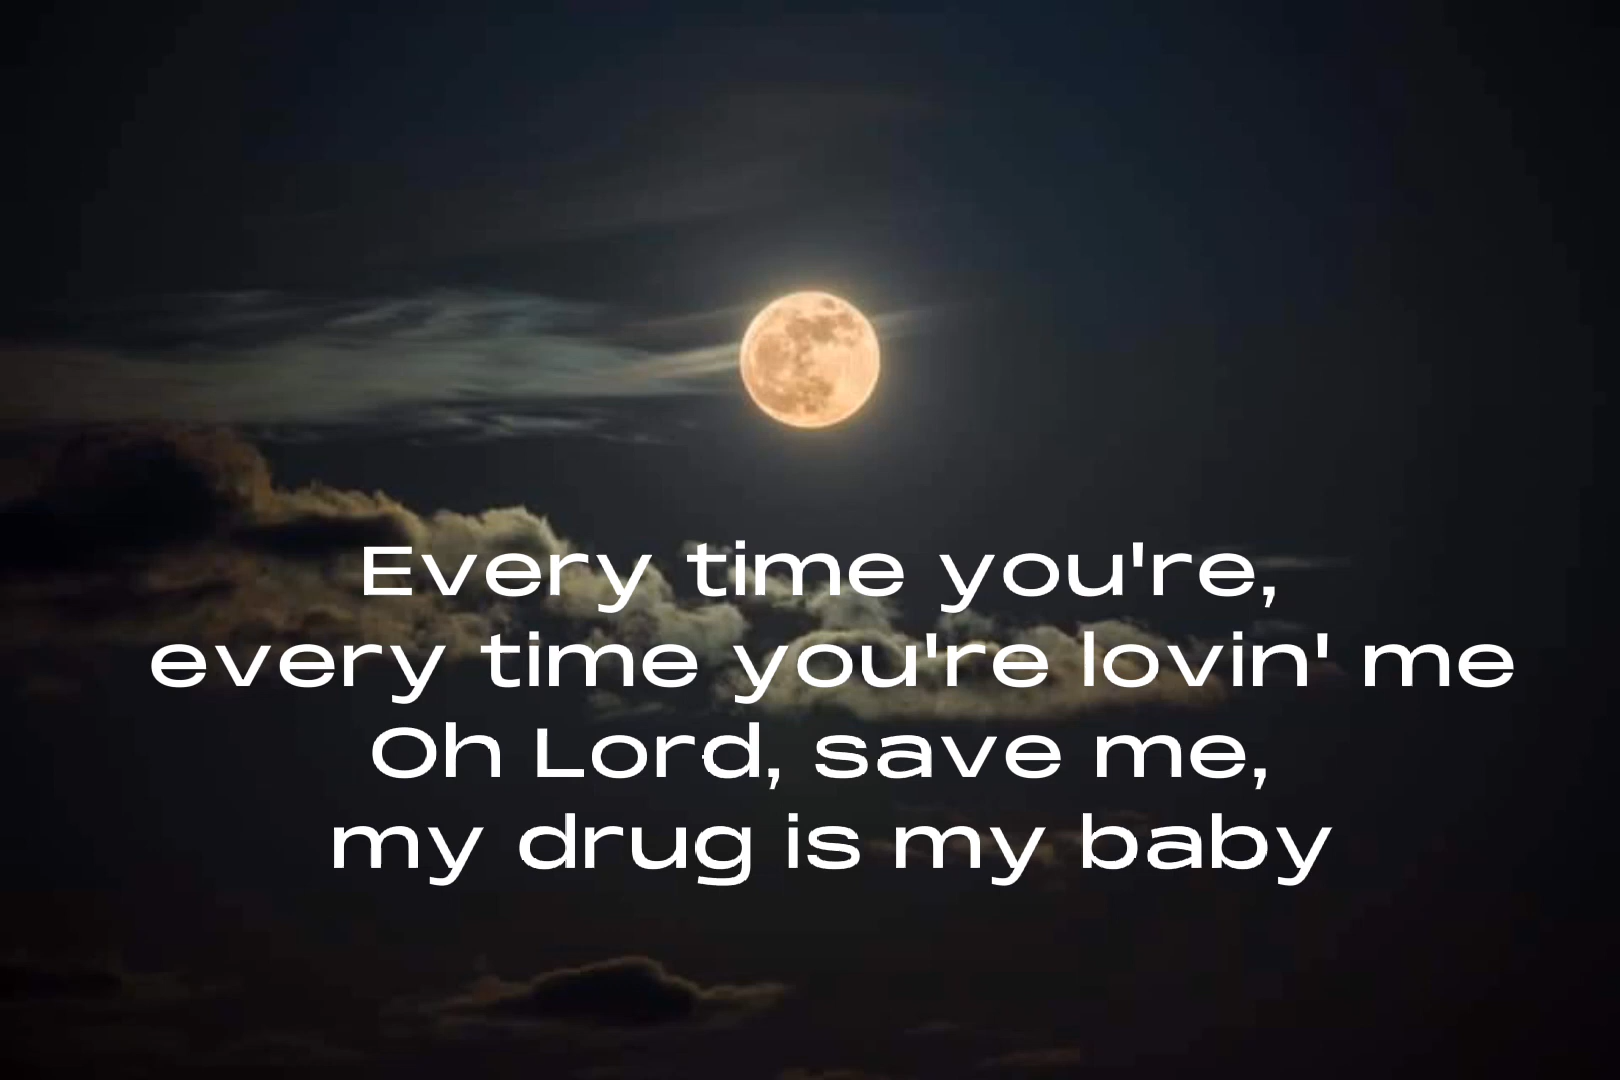 Every time you're,
every time you're lovin' me
Oh Lord, save me,
my drug is my baby